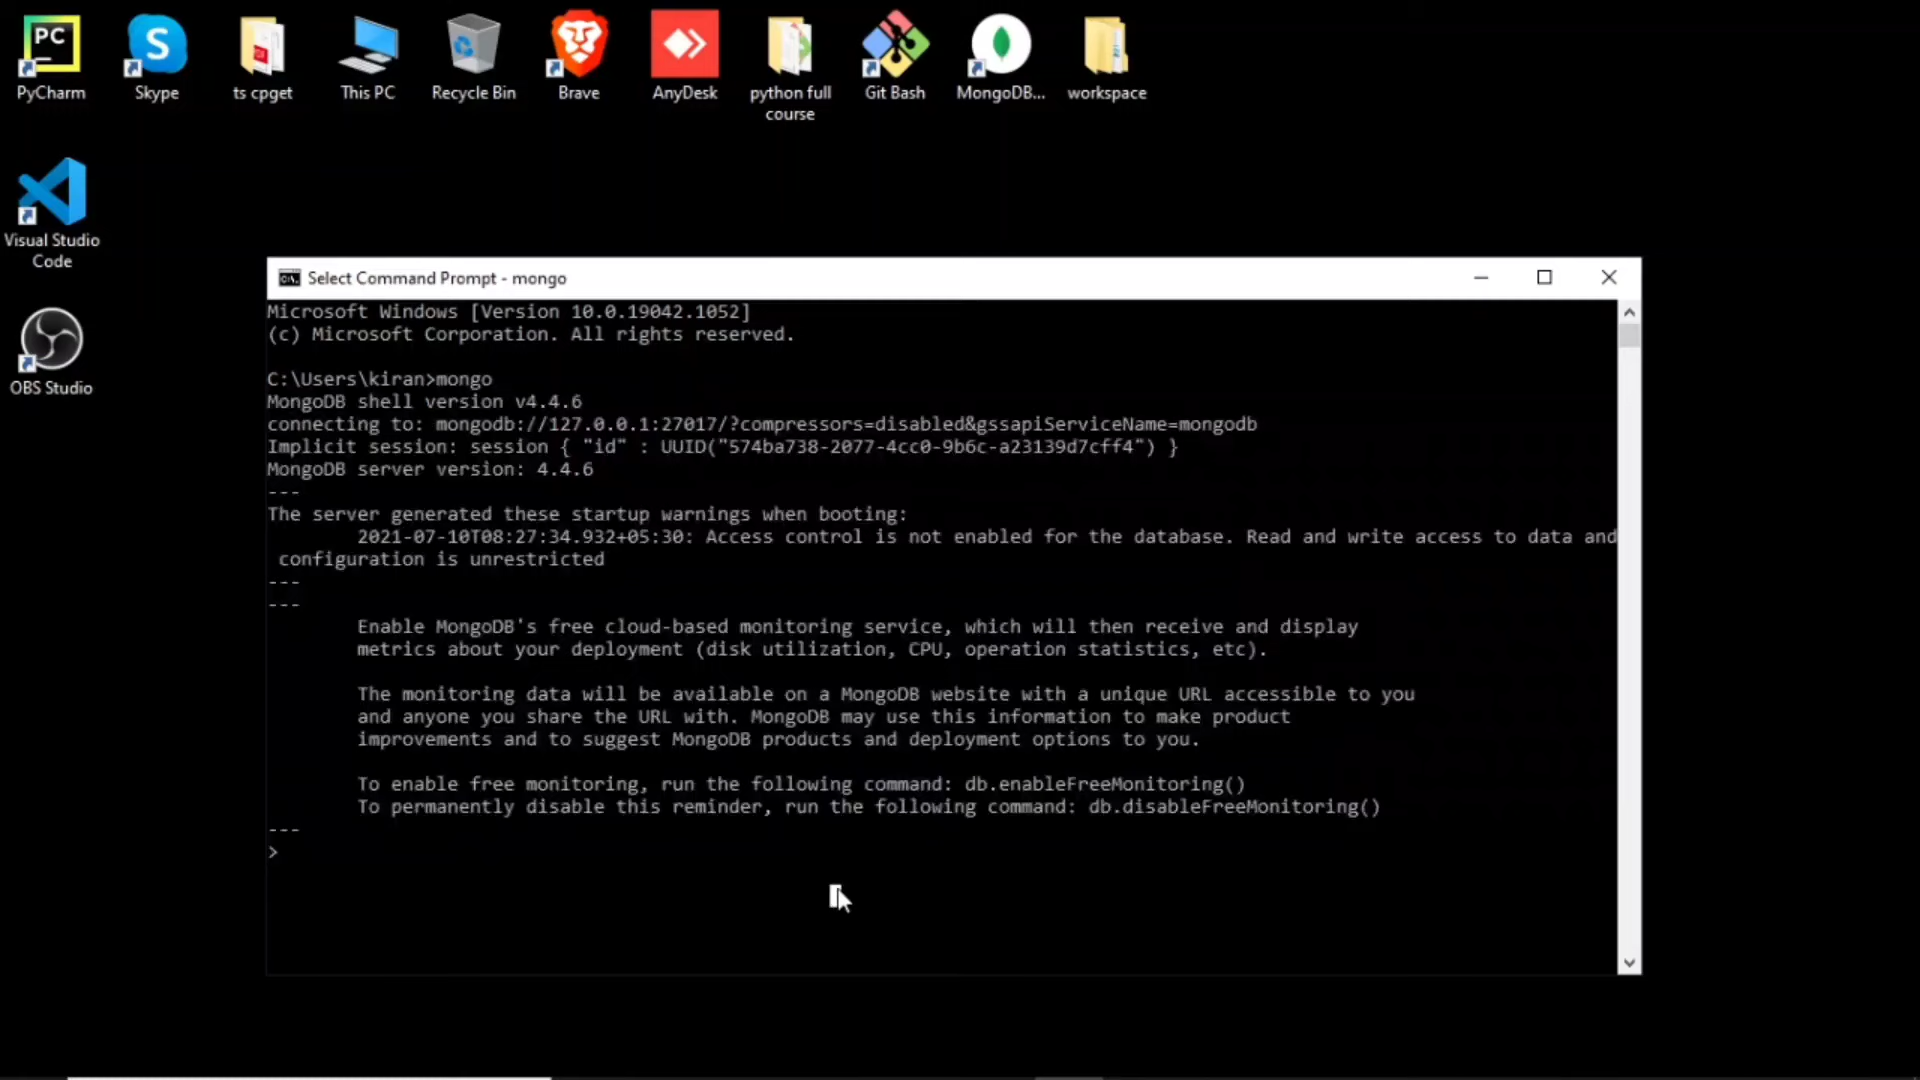 PyCharm
Skype
ts cpget
This PC
Recycle Bin
Brave
AnyDesk
python full
course
Git Bash
MongoDB...
workspace
Visual Studio
Code
OBS Studio
Select Command Prompt - mongo
Microsoft Windows [Version 10.0.19042.1052]
(c) Microsoft Corporation. All rights reserved.
C:\Users\kiran>mongo
MongoDB shell version v4.4.6
connecting to: mongodb://127.0.0.1:27017/?compressors=disabled&gssapiServiceName=mongodb
Implicit session: session { "id" : UUID("574ba738-2077-4cc0-9b6c-a23139d7cff4") }
MongoDB server version: 4.4.6
---
The server generated these startup warnings when booting:
2021-07-10T08:27:34.932+05:30: Access control is not enabled for the database. Read and write access to data and
configuration is unrestricted
---
---
Enable MongoDB's free cloud-based monitoring service, which will then receive and display
metrics about your deployment (disk utilization, CPU, operation statistics, etc).
The monitoring data will be available on a MongoDB website with a unique URL accessible to you
and anyone you share the URL with. MongoDB may use this information to make product
improvements and to suggest MongoDB products and deployment options to you.
To enable free monitoring, run the following command: db.enableFreeMonitoring()
To permanently disable this reminder, run the following command: db.disableFreeMonitoring()
---
>